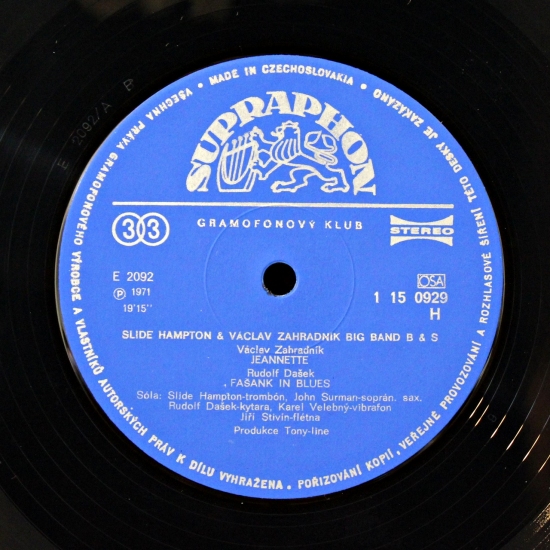 • MADE IN CZECHOSLOVAKIA • VŠECHNA PRÁVA GRAMOFONOVÉHO VÝROBCE A VLASTNÍKŮ AUTORSKÝCH PRÁV K DÍLU VYHRAŽENA. • POŘIZOVÁNÍ KOPIÍ, VEŘEJNÉ PROVOZOVÁNÍ A ROZHLASOVÉ ŠÍŘENÍ TÉTO DESKY JE ZAKÁZÁNO
SUPRAPHON
GRAMOFONOVÝ KLUB
33
STEREO
E 2092
Ⓟ 1971
19'15"
OSA
1 15 0929
H
SLIDE HAMPTON & VÁCLAV ZAHRADNÍK BIG BAND B & S
Václav Zahradník
JEANNETTE
Rudolf Dašek
FAŠANK IN BLUES
Sóla: Slide Hampton-trombón, John Surman-soprán. sax.
Rudolf Dašek-kytara, Karel Velebný-vibrafon
Jiří Stivín-flétna
Produkce Tony-line
E 2092/A P